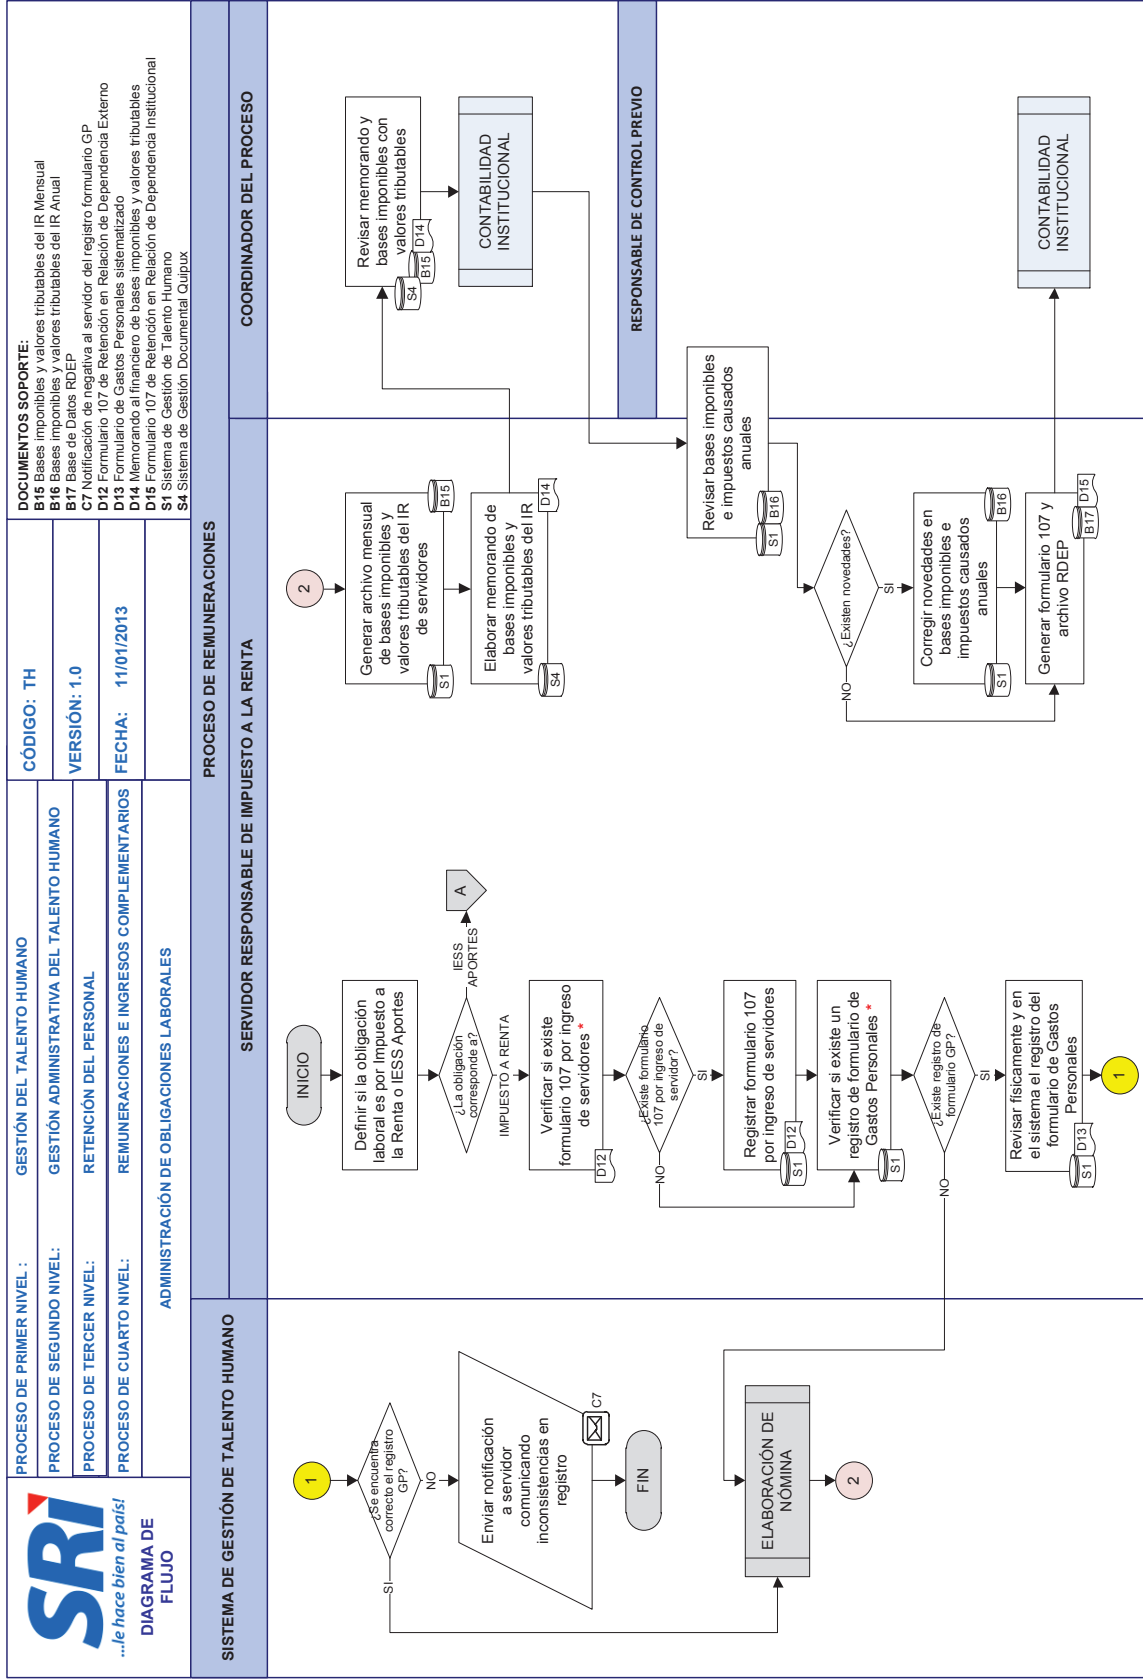 SRi
...le hace bien al país!
DIAGRAMA DE
FLUJO
PROCESO DE PRIMER NIVEL :
GESTIÓN DEL TALENTO HUMANO
PROCESO DE SEGUNDO NIVEL:
GESTIÓN ADMINISTRATIVA DEL TALENTO HUMANO
PROCESO DE TERCER NIVEL:
RETENCIÓN DEL PERSONAL
PROCESO DE CUARTO NIVEL:
REMUNERACIONES E INGRESOS COMPLEMENTARIOS
ADMINISTRACIÓN DE OBLIGACIONES LABORALES
CÓDIGO: TH
VERSIÓN: 1.0
FECHA: 11/01/2013
DOCUMENTOS SOPORTE:
B15 Bases imponibles y valores tributables del IR Mensual
B16 Bases imponibles y valores tributables del IR Anual
B17 Base de Datos RDEP
C7 Notificación de negativa al servidor del registro formulario GP
D12 Formulario 107 de Retención en Relación de Dependencia Externo
D13 Formulario de Gastos Personales sistematizado
D14 Memorando al financiero de bases imponibles y valores tributables
D15 Formulario 107 de Retención en Relación de Dependencia Institucional
S1 Sistema de Gestión de Talento Humano
S4 Sistema de Gestión Documental Quipux
PROCESO DE REMUNERACIONES
SISTEMA DE GESTIÓN DE TALENTO HUMANO
SERVIDOR RESPONSABLE DE IMPUESTO A LA RENTA
COORDINADOR DEL PROCESO
RESPONSABLE DE CONTROL PREVIO
1
¿Se encuentra
correcto el registro
GP?
SI
NO
Enviar notificación
a servidor
comunicando
inconsistencias en
registro
C7
FIN
ELABORACIÓN DE
NÓMINA
2
INICIO
Definir si la obligación
laboral es por Impuesto a
la Renta o IESS Aportes
¿La obligación
corresponde a?
IESS
APORTES
A
IMPUESTO A RENTA
Verificar si existe
formulario 107 por ingreso
de servidores *
D12
¿Existe formulario
107 por ingreso de
servidor?
NO
SI
Registrar formulario 107
por ingreso de servidores
S1
D12
Verificar si existe un
registro de formulario de
Gastos Personales *
S1
¿Existe registro de
formulario GP?
NO
SI
Revisar físicamente y en
el sistema el registro del
formulario de Gastos
Personales
S1
D13
1
2
Generar archivo mensual
de bases imponibles y
valores tributables del IR
de servidores
S1
B15
Elaborar memorando de
bases imponibles y
valores tributables del IR
S4
D14
Revisar memorando y
bases imponibles con
valores tributables
S4
B15
D14
CONTABILIDAD
INSTITUCIONAL
Revisar bases imponibles
e impuestos causados
anuales
S1
B16
¿Existen novedades?
NO
SI
Corregir novedades en
bases imponibles e
impuestos causados
anuales
S1
B16
Generar formulario 107 y
archivo RDEP
B17
D15
CONTABILIDAD
INSTITUCIONAL